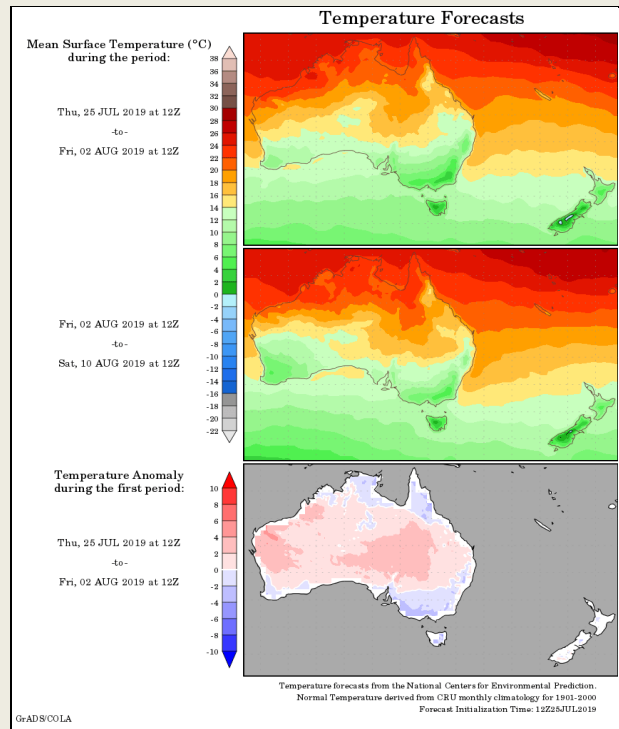 Temperature Forecasts
Mean Surface Temperature (°C)
during the period:
Thu, 25 JUL 2019 at 12Z
-to-
Fri, 02 AUG 2019 at 12Z
38
36
34
32
30
28
26
24
22
20
18
16
14
12
10
8
6
4
2
0
-2
-4
-6
-8
-10
-12
-14
-16
-18
-20
-22
Fri, 02 AUG 2019 at 12Z
-to-
Sat, 10 AUG 2019 at 12Z
Temperature Anomaly
during the first period:
Thu, 25 JUL 2019 at 12Z
-to-
Fri, 02 AUG 2019 at 12Z
10
8
6
4
2
0
-2
-4
-6
-8
-10
Temperature forecasts from the National Centers for Environmental Prediction.
Normal Temperature derived from CRU monthly climatology for 1901-2000
Forecast Initialization Time: 12Z25JUL2019
GrADS/COLA